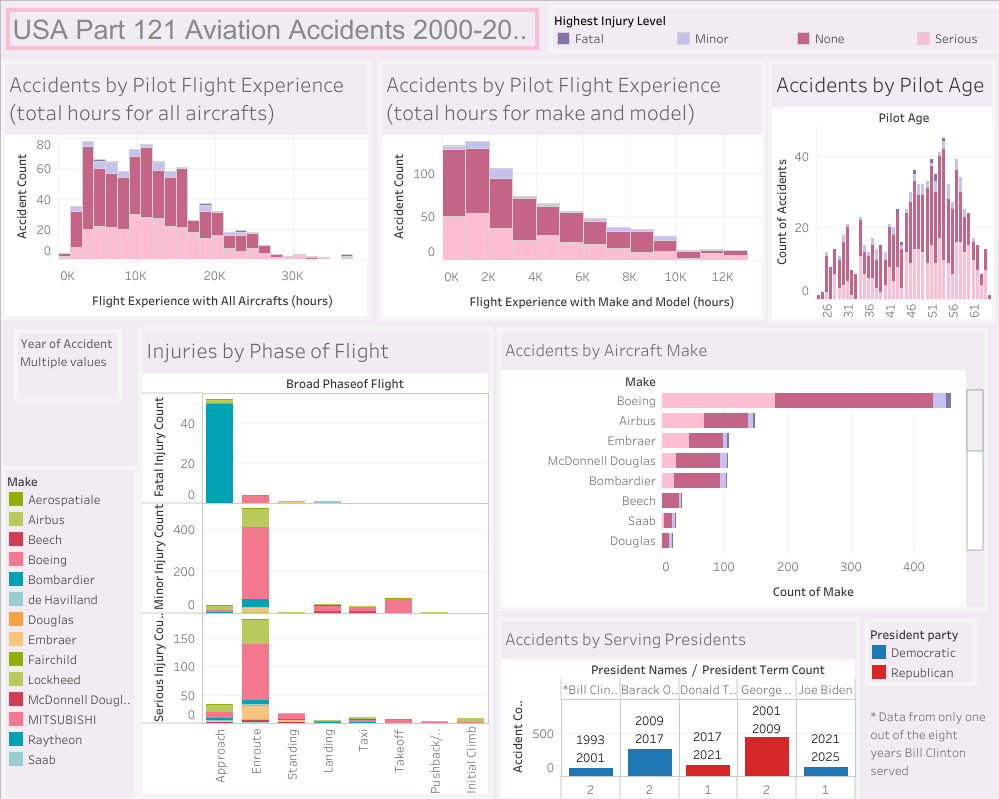 USA Part 121 Aviation Accidents 2000-20..
Highest Injury Level
Fatal
Minor
None
Serious
Accidents by Pilot Flight Experience
(total hours for all aircrafts)
Accident Count
80
60
40
20
0
0K
10K
20K
30K
Flight Experience with All Aircrafts (hours)
Accidents by Pilot Flight Experience
(total hours for make and model)
Accident Count
100
50
0
0K
2K
4K
6K
8K
10K
12K
Flight Experience with Make and Model (hours)
Accidents by Pilot Age
Pilot Age
Count of Accidents
40
20
0
26
31
36
41
46
51
56
61
Year of Accident
Multiple values
Make
Aerospatiale
Airbus
Beech
Boeing
Bombardier
de Havilland
Douglas
Embraer
Fairchild
Lockheed
McDonnell Dougl..
MITSUBISHI
Raytheon
Saab
Injuries by Phase of Flight
Broad Phaseof Flight
Fatal Injury Count
40
20
0
Minor Injury Count
400
200
0
Serious Injury Cou..
150
100
50
0
Approach
Enroute
Standing
Landing
Taxi
Takeoff
Pushback/..
Initial Climb
Accidents by Aircraft Make
Make
Boeing
Airbus
Embraer
McDonnell Douglas
Bombardier
Beech
Saab
Douglas
0
100
200
300
400
Count of Make
Accidents by Serving Presidents
President Names / President Term Count
*Bill Clin..
Barack O..
Donald T..
George ..
Joe Biden
Accident Co..
500
0
1993
2001
2009
2017
2017
2021
2001
2009
2021
2025
2
2
1
2
1
President party
Democratic
Republican
* Data from only one
out of the eight
years Bill Clinton
served